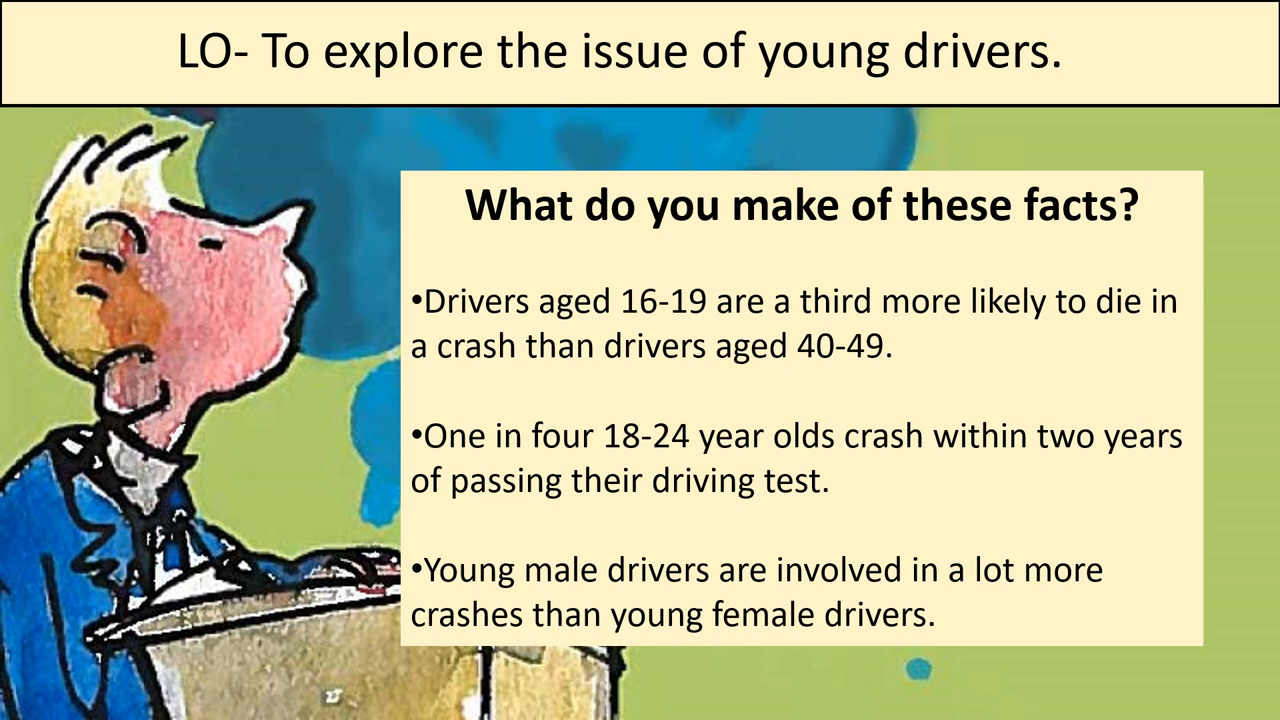 LO- To explore the issue of young drivers.
What do you make of these facts?
•Drivers aged 16-19 are a third more likely to die in
a crash than drivers aged 40-49.
•One in four 18-24 year olds crash within two years
of passing their driving test.
•Young male drivers are involved in a lot more
crashes than young female drivers.